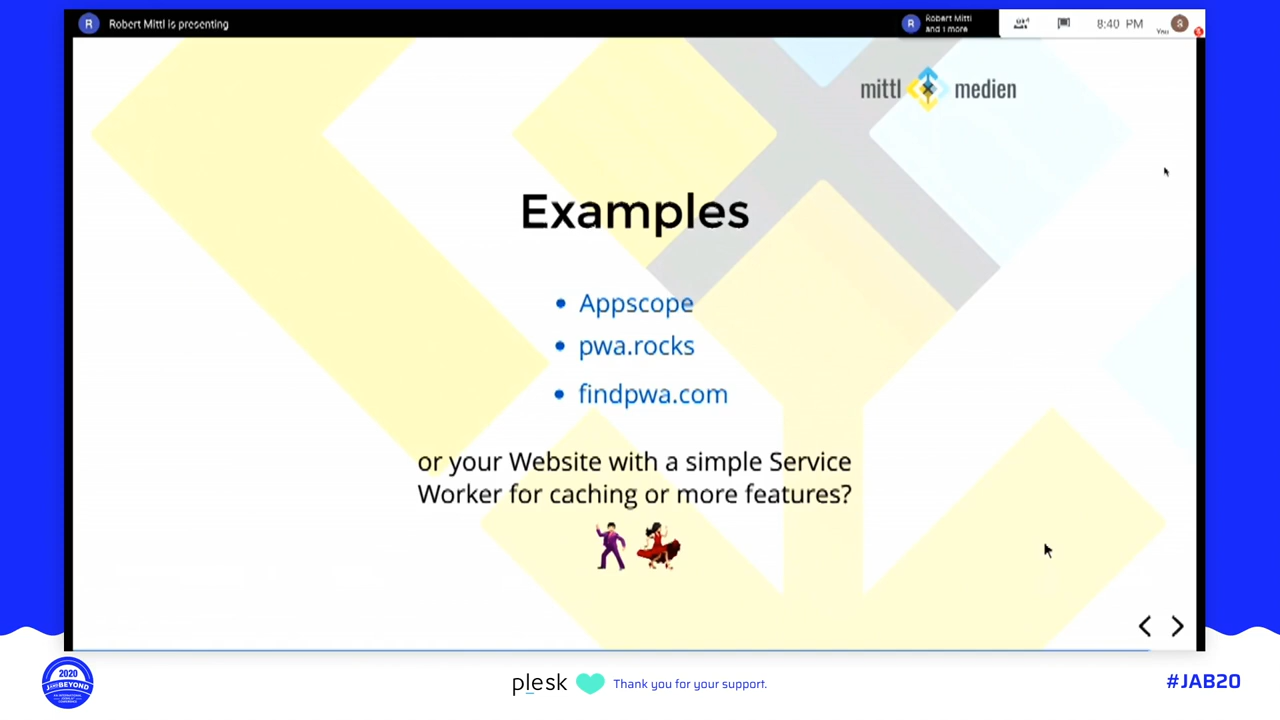 R Robert Mittl is presenting
R Robert Mittl
and 1 more
8:40 PM
You
S
mittl medien
Examples
• Appscope
• pwa.rocks
• findpwa.com
or your Website with a simple Service
Worker for caching or more features?
2020
JANDBEYOND
plesk Thank you for your support.
#JAB20